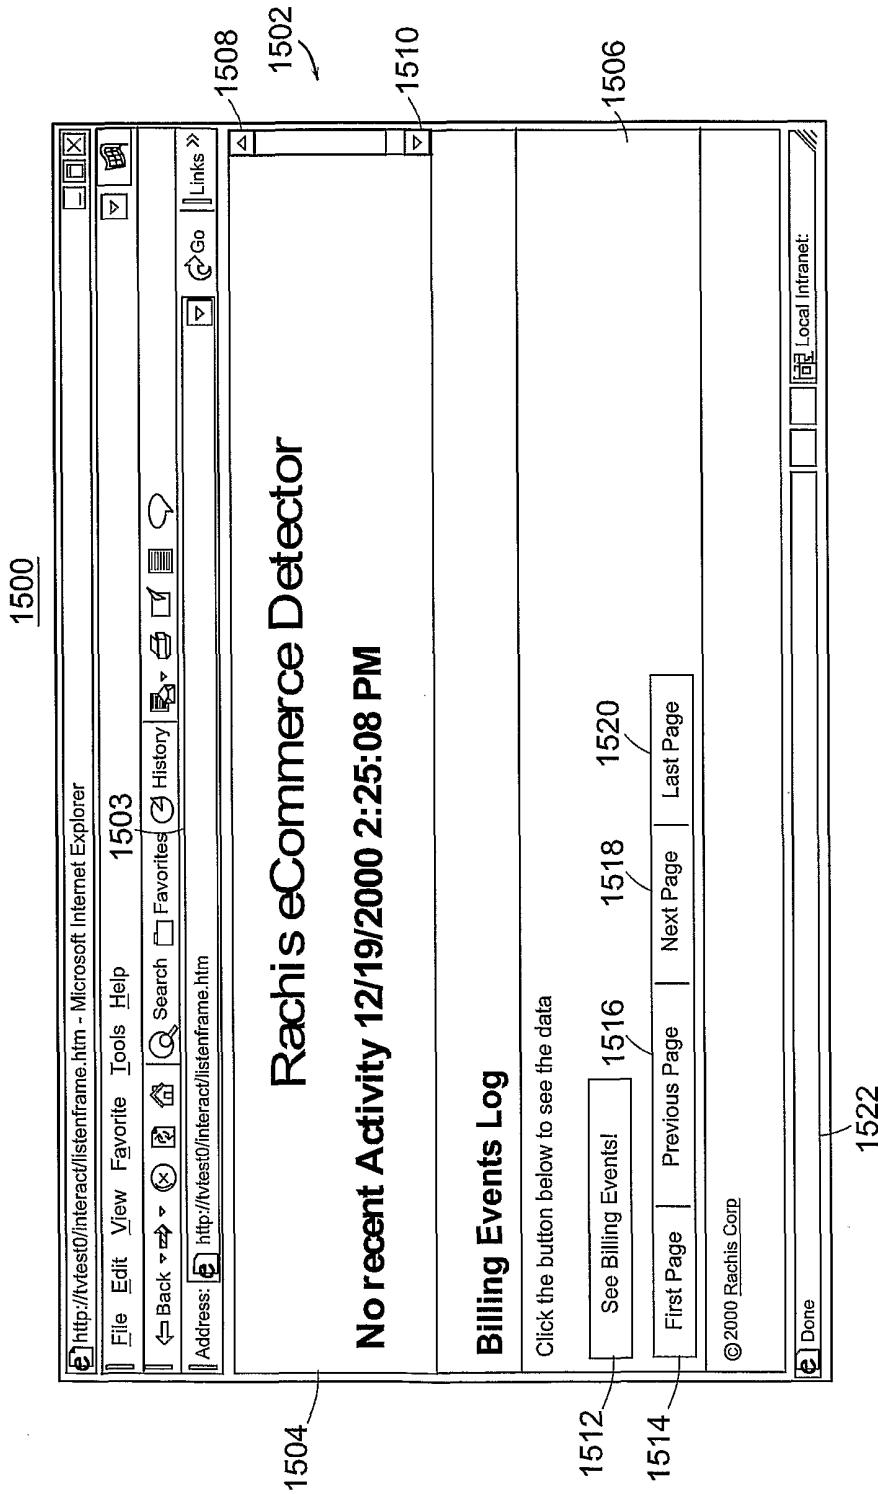 1500
http://tvtest0/interact/listenframe.htm - Microsoft Internet Explorer
File Edit View Favorite Tools Help
1503
Back Search Favorites History
Address: http://tvtest0/interact/listenframe.htm Go Links »
1508
1502
Rachis eCommerce Detector
No recent Activity 12/19/2000 2:25:08 PM
1504
1510
Billing Events Log
Click the button below to see the data
1506
See Billing Events!
1512
1516
1518
1520
First Page Previous Page Next Page Last Page
1514
©2000 Rachis Corp
Done Local Intranet:
1522